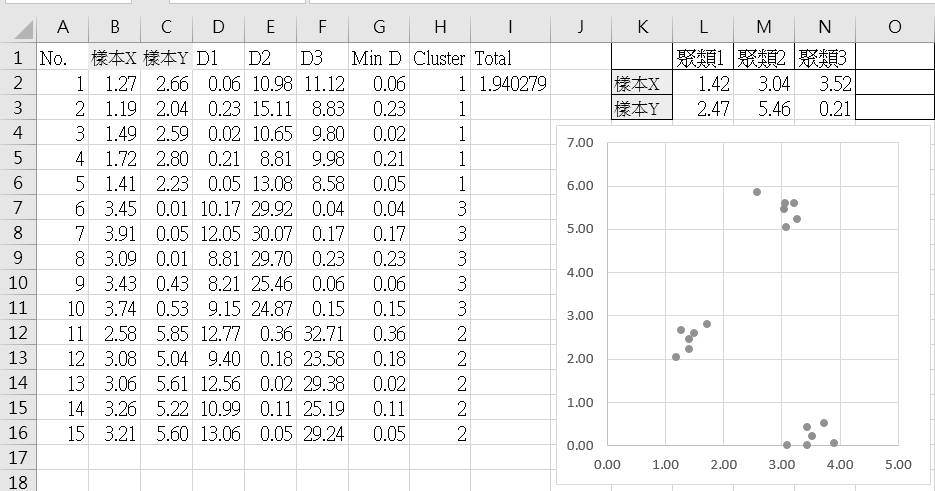 A B C D E F G H I J K L M N O
1 No. 樣本X 樣本Y D1 D2 D3 Min D Cluster Total 聚類1 聚類2 聚類3
2 1 1.27 2.66 0.06 10.98 11.12 0.06 1 1.940279 樣本X 1.42 3.04 3.52
3 2 1.19 2.04 0.23 15.11 8.83 0.23 1 樣本Y 2.47 5.46 0.21
4 3 1.49 2.59 0.02 10.65 9.80 0.02 1
5 4 1.72 2.80 0.21 8.81 9.98 0.21 1
6 5 1.41 2.23 0.05 13.08 8.58 0.05 1
7 6 3.45 0.01 10.17 29.92 0.04 0.04 3
8 7 3.91 0.05 12.05 30.07 0.17 0.17 3
9 8 3.09 0.01 8.81 29.70 0.23 0.23 3
10 9 3.43 0.43 8.21 25.46 0.06 0.06 3
11 10 3.74 0.53 9.15 24.87 0.15 0.15 3
12 11 2.58 5.85 12.77 0.36 32.71 0.36 2
13 12 3.08 5.04 9.40 0.18 23.58 0.18 2
14 13 3.06 5.61 12.56 0.02 29.38 0.02 2
15 14 3.26 5.22 10.99 0.11 25.19 0.11 2
16 15 3.21 5.60 13.06 0.05 29.24 0.05 2
17
18
7.00
6.00
5.00
4.00
3.00
2.00
1.00
0.00
0.00 1.00 2.00 3.00 4.00 5.00